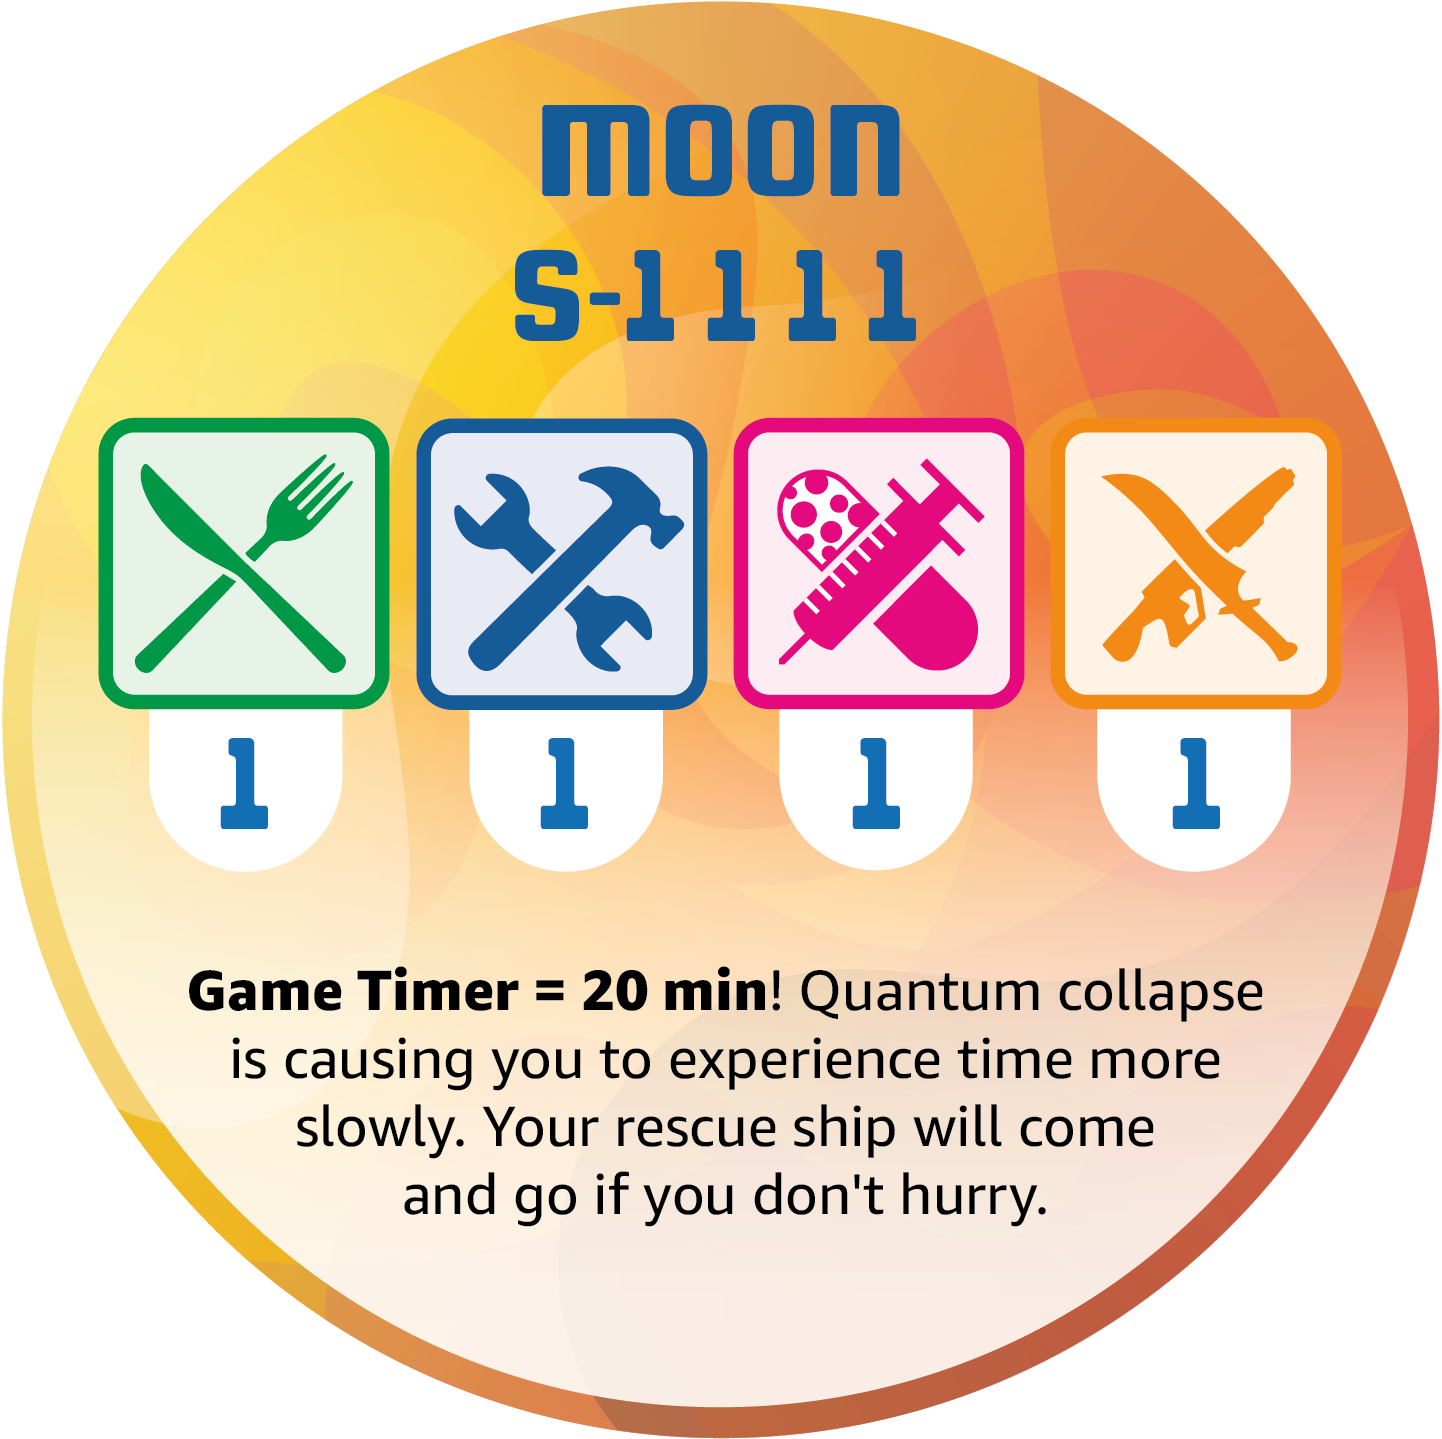 moon
S-1111
1 1 1 1
Game Timer = 20 min! Quantum collapse
is causing you to experience time more
slowly. Your rescue ship will come
and go if you don't hurry.